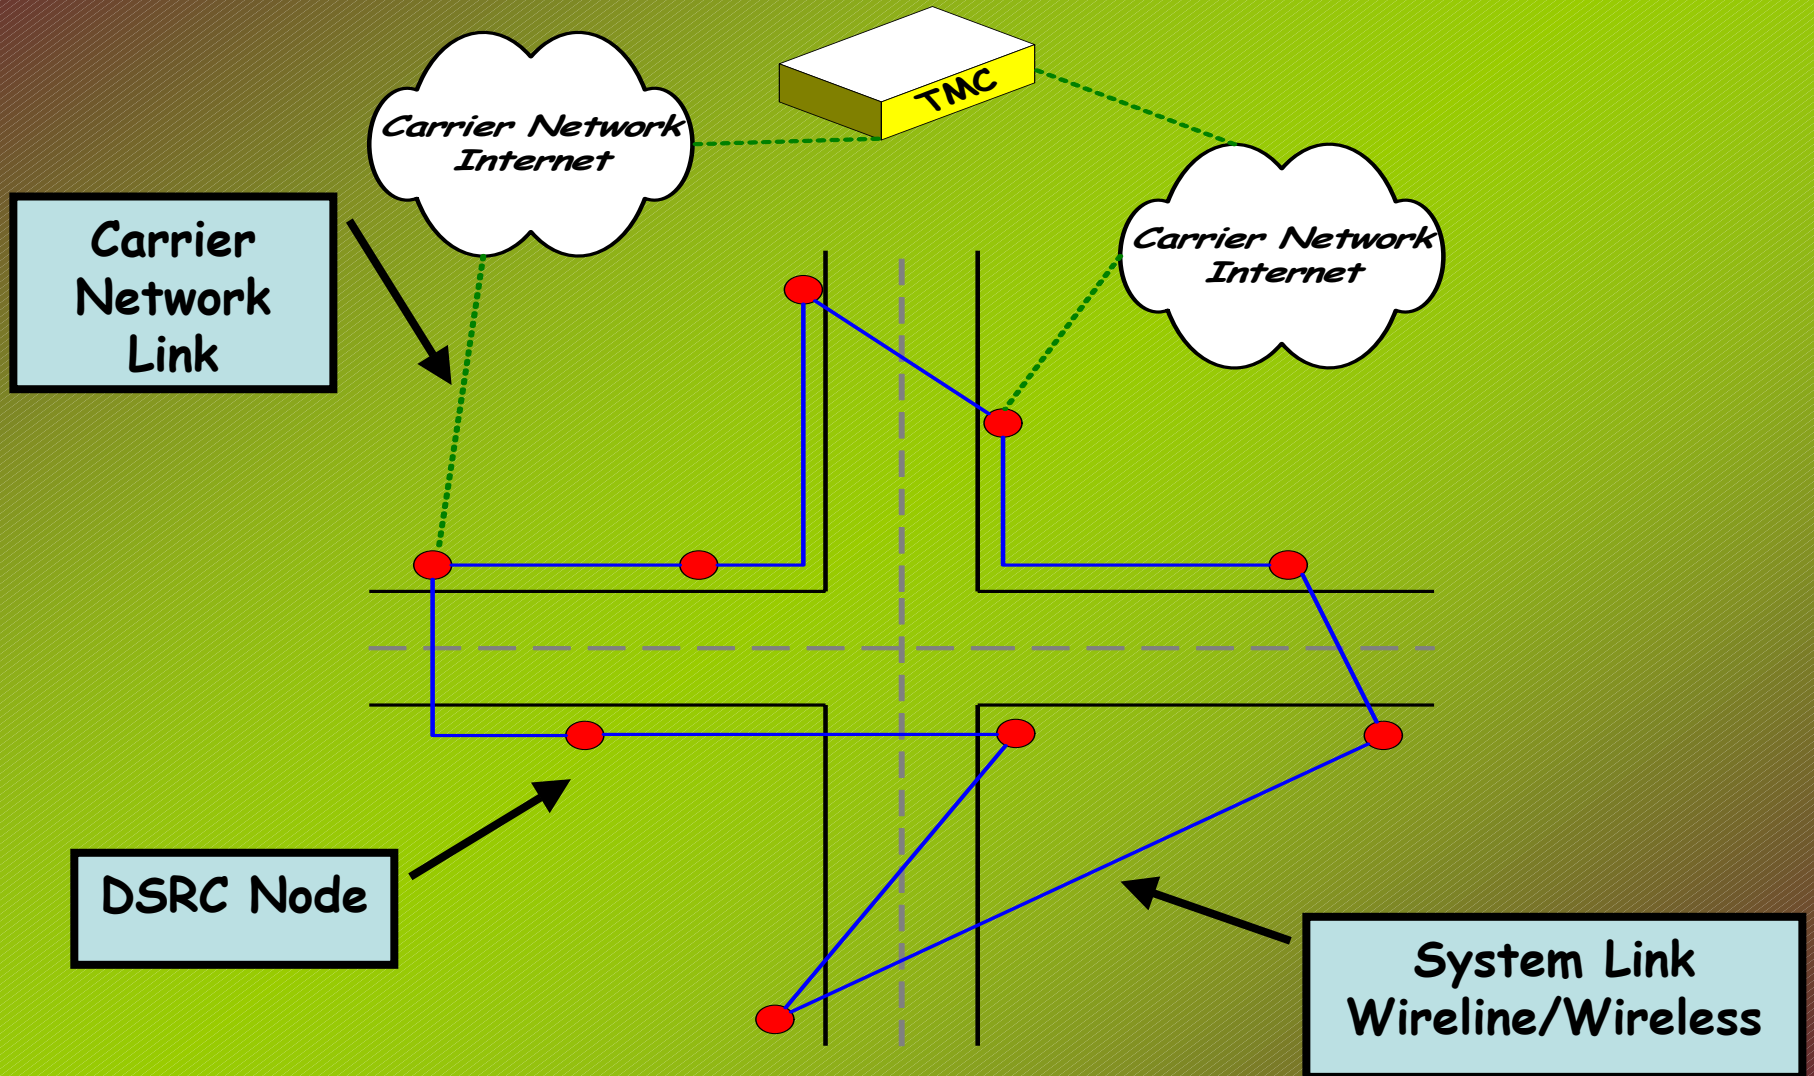 TMC
Carrier Network
Internet
Carrier Network
Internet
Carrier
Network
Link
DSRC Node
System Link
Wireline/Wireless